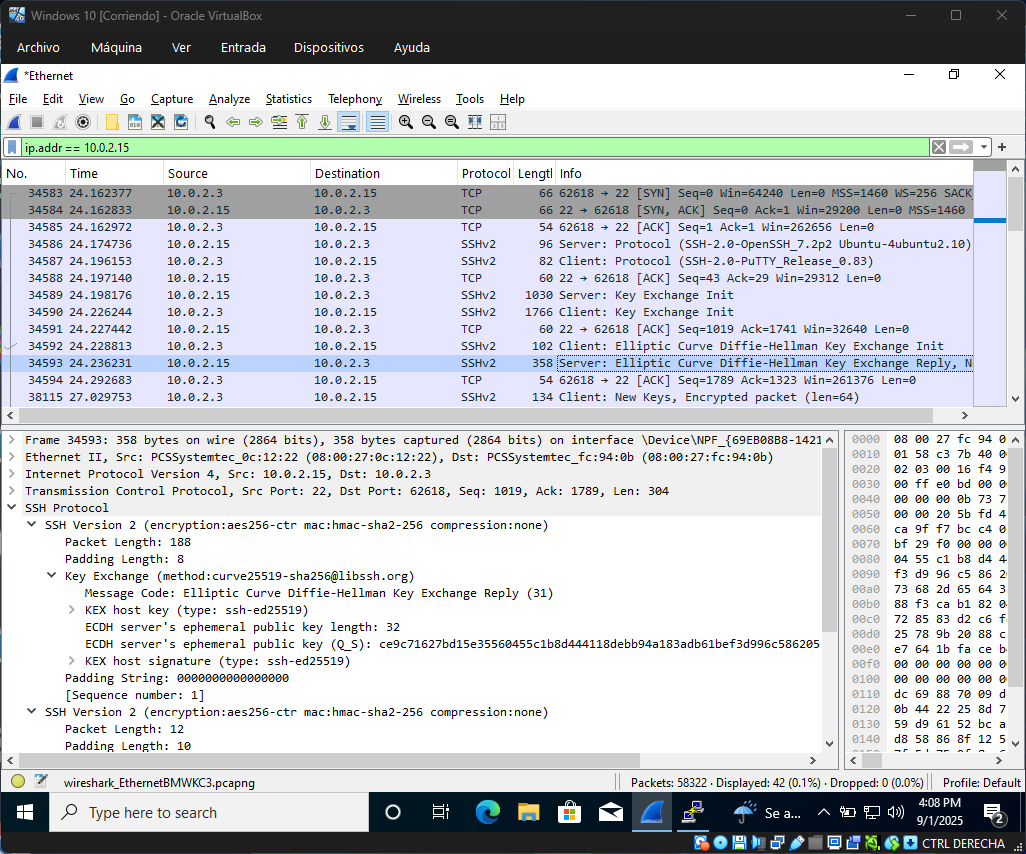 Windows 10 [Corriendo] - Oracle VirtualBox
Archivo Máquina Ver Entrada Dispositivos Ayuda
*Ethernet
File Edit View Go Capture Analyze Statistics Telephony Wireless Tools Help
ip.addr == 10.0.2.15
No. Time Source Destination Protocol Lengtl Info
34583 24.162377 10.0.2.3 10.0.2.15 TCP 66 62618 → 22 [SYN] Seq=0 Win=64240 Len=0 MSS=1460 WS=256 SACK
34584 24.162833 10.0.2.15 10.0.2.3 TCP 66 22 → 62618 [SYN, ACK] Seq=0 Ack=1 Win=29200 Len=0 MSS=1460
34585 24.162972 10.0.2.3 10.0.2.15 TCP 54 62618 → 22 [ACK] Seq=1 Ack=1 Win=262656 Len=0
34586 24.174736 10.0.2.15 10.0.2.3 SSHv2 96 Server: Protocol (SSH-2.0-OpenSSH_7.2p2 Ubuntu-4ubuntu2.10)
34587 24.196153 10.0.2.3 10.0.2.15 SSHv2 82 Client: Protocol (SSH-2.0-PuTTY_Release_0.83)
34588 24.197140 10.0.2.15 10.0.2.3 TCP 60 22 → 62618 [ACK] Seq=43 Ack=29 Win=29312 Len=0
34589 24.198176 10.0.2.15 10.0.2.3 SSHv2 1030 Server: Key Exchange Init
34590 24.226244 10.0.2.3 10.0.2.15 SSHv2 1766 Client: Key Exchange Init
34591 24.227442 10.0.2.15 10.0.2.3 TCP 60 22 → 62618 [ACK] Seq=1019 Ack=1741 Win=32640 Len=0
34592 24.228813 10.0.2.3 10.0.2.15 SSHv2 102 Client: Elliptic Curve Diffie-Hellman Key Exchange Init
34593 24.236231 10.0.2.15 10.0.2.3 SSHv2 358 Server: Elliptic Curve Diffie-Hellman Key Exchange Reply, N
34594 24.292683 10.0.2.3 10.0.2.15 TCP 54 62618 → 22 [ACK] Seq=1789 Ack=1323 Win=261376 Len=0
38115 27.029753 10.0.2.3 10.0.2.15 SSHv2 134 Client: New Keys, Encrypted packet (len=64)
Frame 34593: 358 bytes on wire (2864 bits), 358 bytes captured (2864 bits) on interface \Device\NPF_{69EB08B8-1421
Ethernet II, Src: PCSSystemtec_0c:12:22 (08:00:27:0c:12:22), Dst: PCSSystemtec_fc:94:0b (08:00:27:fc:94:0b)
Internet Protocol Version 4, Src: 10.0.2.15, Dst: 10.0.2.3
Transmission Control Protocol, Src Port: 22, Dst Port: 62618, Seq: 1019, Ack: 1789, Len: 304
SSH Protocol
SSH Version 2 (encryption:aes256-ctr mac:hmac-sha2-256 compression:none)
Packet Length: 188
Padding Length: 8
Key Exchange (method:curve25519-sha256@libssh.org)
Message Code: Elliptic Curve Diffie-Hellman Key Exchange Reply (31)
KEX host key (type: ssh-ed25519)
ECDH server's ephemeral public key length: 32
ECDH server's ephemeral public key (Q_S): ce9c71627bd15e35560455c1b8d444118debb94a183adb61bef3d996c586205
KEX host signature (type: ssh-ed25519)
Padding String: 0000000000000000
[Sequence number: 1]
SSH Version 2 (encryption:aes256-ctr mac:hmac-sha2-256 compression:none)
Packet Length: 12
Padding Length: 10
0000 08 00 27 fc 94 0
0010 01 58 c3 7b 40 0
0020 02 03 00 16 f4 9
0030 00 ff e0 bd 00 0
0040 00 00 00 0b 73 7
0050 00 00 20 5b fd 4
0060 ca 9f f7 bc c4 0
0070 bf 29 f0 00 00 0
0080 04 55 c1 b8 d4 4
0090 f3 d9 96 c5 86 2
00a0 73 68 2d 65 64 3
00b0 88 f3 ca b1 82 0
00c0 72 85 83 d2 c6 f
00d0 25 78 9b 20 88 c
00e0 e7 64 1b fa ce b
00f0 00 00 00 00 00 0
0100 00 00 00 00 00 0
0110 dc 69 88 70 09 d
0120 0b 44 22 25 8d 7
0130 59 d9 61 52 bc a
0140 d8 58 86 8f 12 5
wireshark_EthernetBMWKC3.pcapng
Packets: 58322 · Displayed: 42 (0.1%) · Dropped: 0 (0.0%)
Profile: Default
Type here to search
Se a...
4:08 PM
9/1/2025
2
CTRL DERECHA